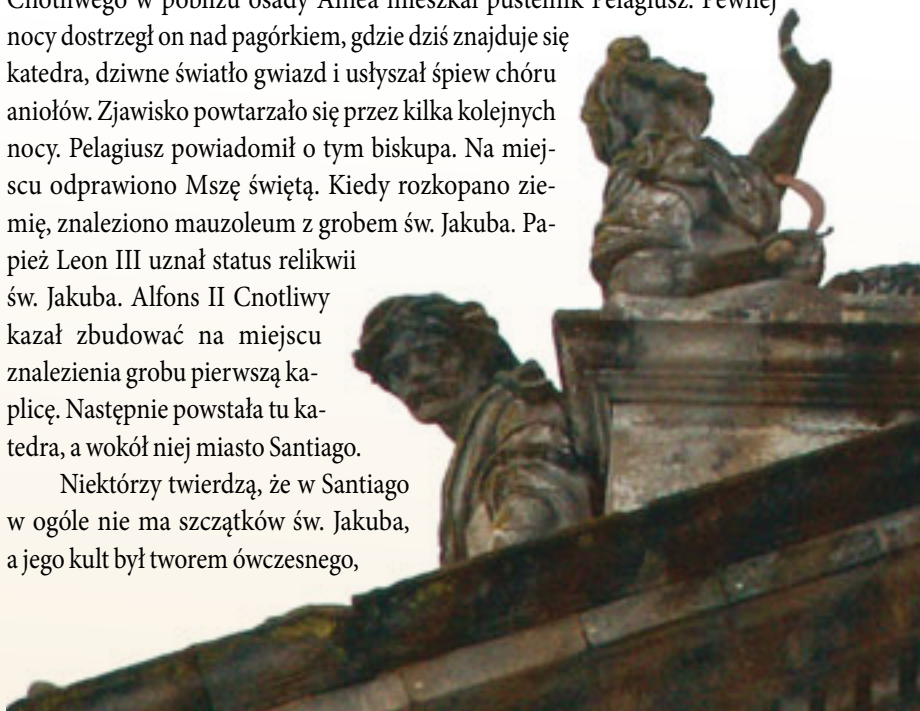 Cnotliwego w pobliżu osady Amea mieszkał pustelnik Pelagiusz. Pewnej
nocy dostrzegł on nad pagórkiem, gdzie dziś znajduje się
katedra, dziwne światło gwiazd i usłyszał śpiew chóru
aniołów. Zjawisko powtarzało się przez kilka kolejnych
nocy. Pelagiusz powiadomił o tym biskupa. Na miej-
scu odprawiono Mszę świętą. Kiedy rozkopano zie-
mię, znaleziono mauzoleum z grobem św. Jakuba. Pa-
pież Leon III uznał status relikwii
św. Jakuba. Alfons II Cnotliwy
kazał zbudować na miejscu
znalezienia grobu pierwszą ka-
plicę. Następnie powstała tu ka-
tedra, a wokół niej miasto Santiago.
Niektórzy twierdzą, że w Santiago
w ogóle nie ma szczątków św. Jakuba,
a jego kult był tworem ówczesnego,